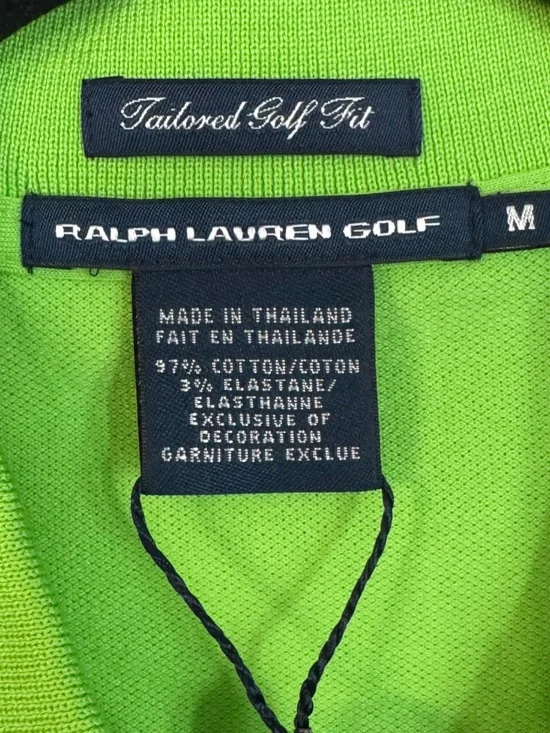 Tailored Golf Fit
RALPH LAUREN GOLF
M
MADE IN THAILAND
FAIT EN THAILANDE
97% COTTON/COTON
3% ELASTANE/
ELASTHANNE
EXCLUSIVE OF
DECORATION
GARNITURE EXCLUE